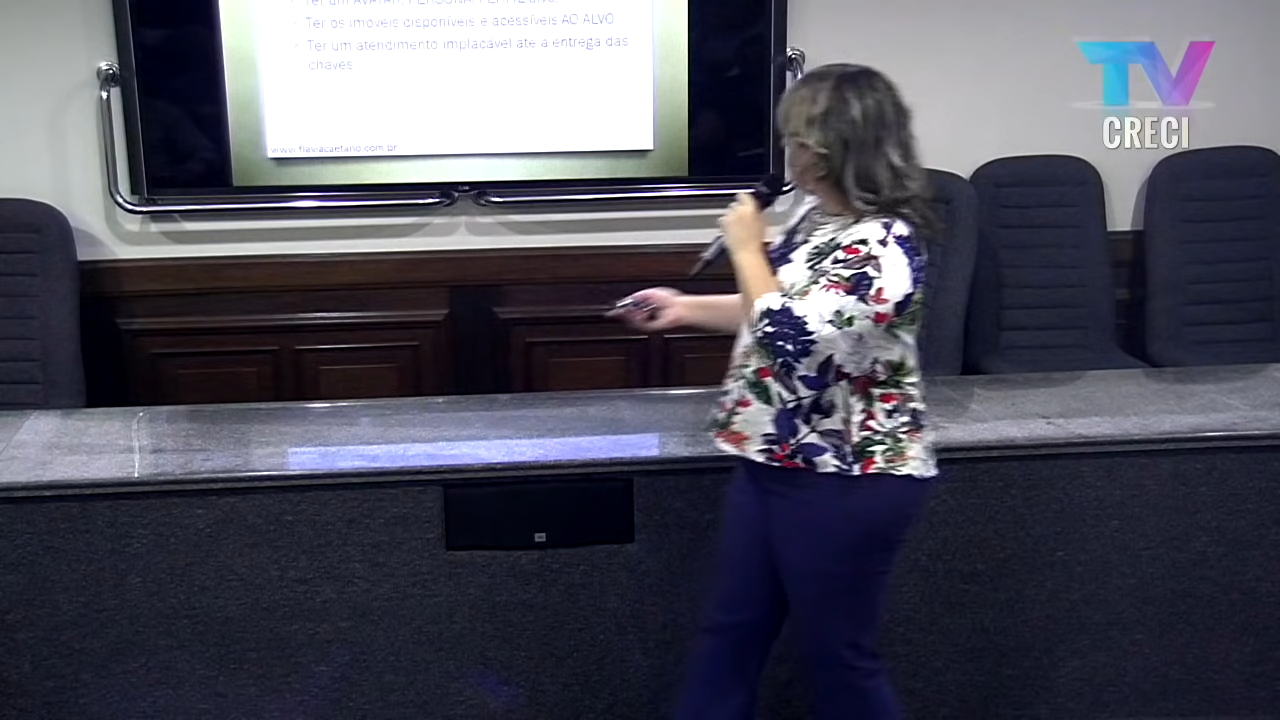 Ter os imóveis disponíveis e acessíveis AO ALVO
Ter um atendimento implacável até a entrega das
chaves
www.flaviacaetano.com.br
TV
CRECI